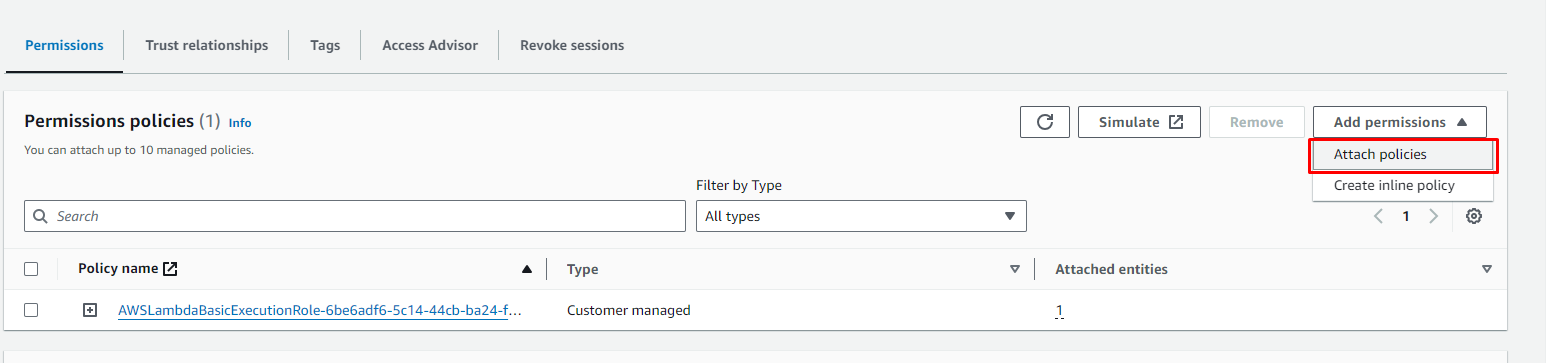 Permissions Trust relationships Tags Access Advisor Revoke sessions
Permissions policies (1) Info
You can attach up to 10 managed policies.
Simulate Remove Add permissions
Attach policies
Create inline policy
Filter by Type
Search
All types
1
Policy name Type Attached entities
AWSLambdaBasicExecutionRole-6be6adf6-5c14-44cb-ba24-f… Customer managed 1